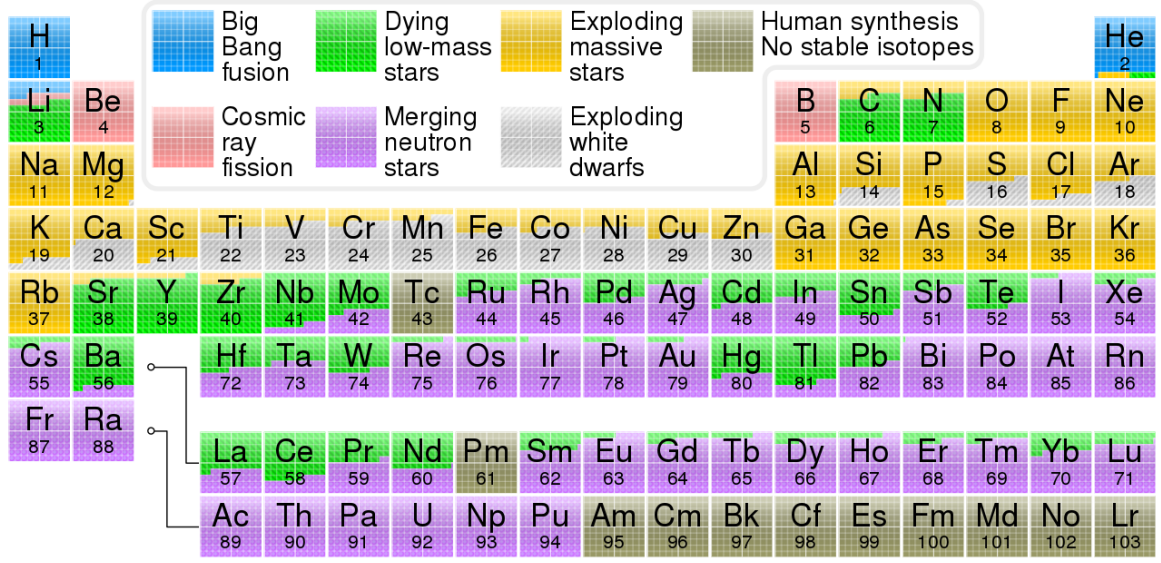 H
1
Big
Bang
fusion
Dying
low-mass
stars
Exploding
massive
stars
Human synthesis
No stable isotopes
He
2
Li
3
Be
4
Cosmic
ray
fission
Merging
neutron
stars
Exploding
white
dwarfs
B
5
C
6
N
7
O
8
F
9
Ne
10
Na
11
Mg
12
Al
13
Si
14
P
15
S
16
Cl
17
Ar
18
K
19
Ca
20
Sc
21
Ti
22
V
23
Cr
24
Mn
25
Fe
26
Co
27
Ni
28
Cu
29
Zn
30
Ga
31
Ge
32
As
33
Se
34
Br
35
Kr
36
Rb
37
Sr
38
Y
39
Zr
40
Nb
41
Mo
42
Tc
43
Ru
44
Rh
45
Pd
46
Ag
47
Cd
48
In
49
Sn
50
Sb
51
Te
52
I
53
Xe
54
Cs
55
Ba
56
Hf
72
Ta
73
W
74
Re
75
Os
76
Ir
77
Pt
78
Au
79
Hg
80
Tl
81
Pb
82
Bi
83
Po
84
At
85
Rn
86
Fr
87
Ra
88
La
57
Ce
58
Pr
59
Nd
60
Pm
61
Sm
62
Eu
63
Gd
64
Tb
65
Dy
66
Ho
67
Er
68
Tm
69
Yb
70
Lu
71
Ac
89
Th
90
Pa
91
U
92
Np
93
Pu
94
Am
95
Cm
96
Bk
97
Cf
98
Es
99
Fm
100
Md
101
No
102
Lr
103